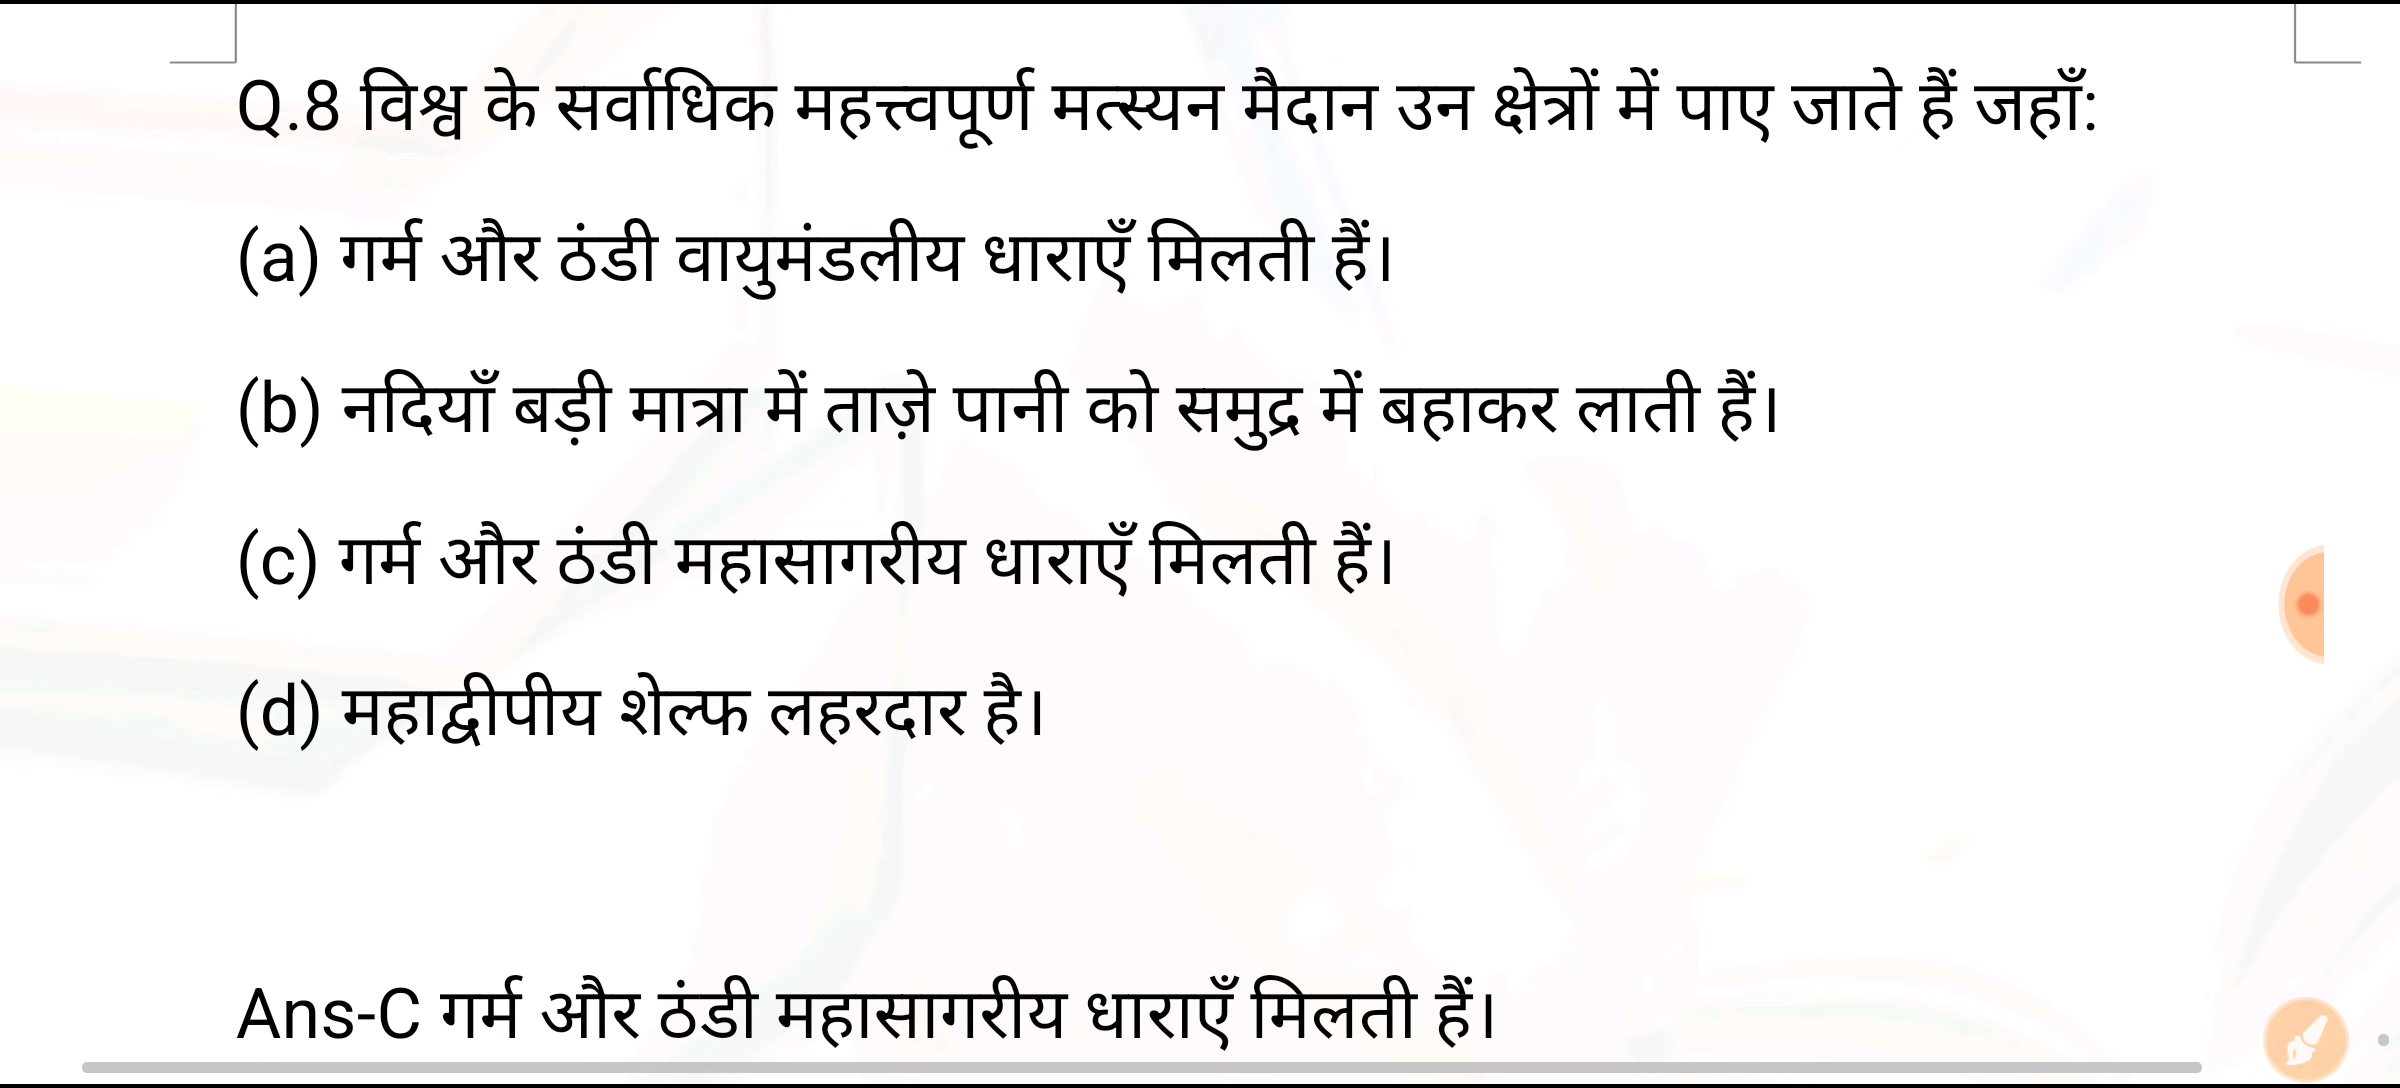 Q.8 विश्व के सर्वाधिक महत्त्वपूर्ण मत्स्यन मैदान उन क्षेत्रों में पाए जाते हैं जहाँ:
(a) गर्म और ठंडी वायुमंडलीय धाराएँ मिलती हैं।
(b) नदियाँ बड़ी मात्रा में ताज़े पानी को समुद्र में बहाकर लाती हैं।
(c) गर्म और ठंडी महासागरीय धाराएँ मिलती हैं।
(d) महाद्वीपीय शेल्फ लहरदार है।
Ans-C गर्म और ठंडी महासागरीय धाराएँ मिलती हैं।